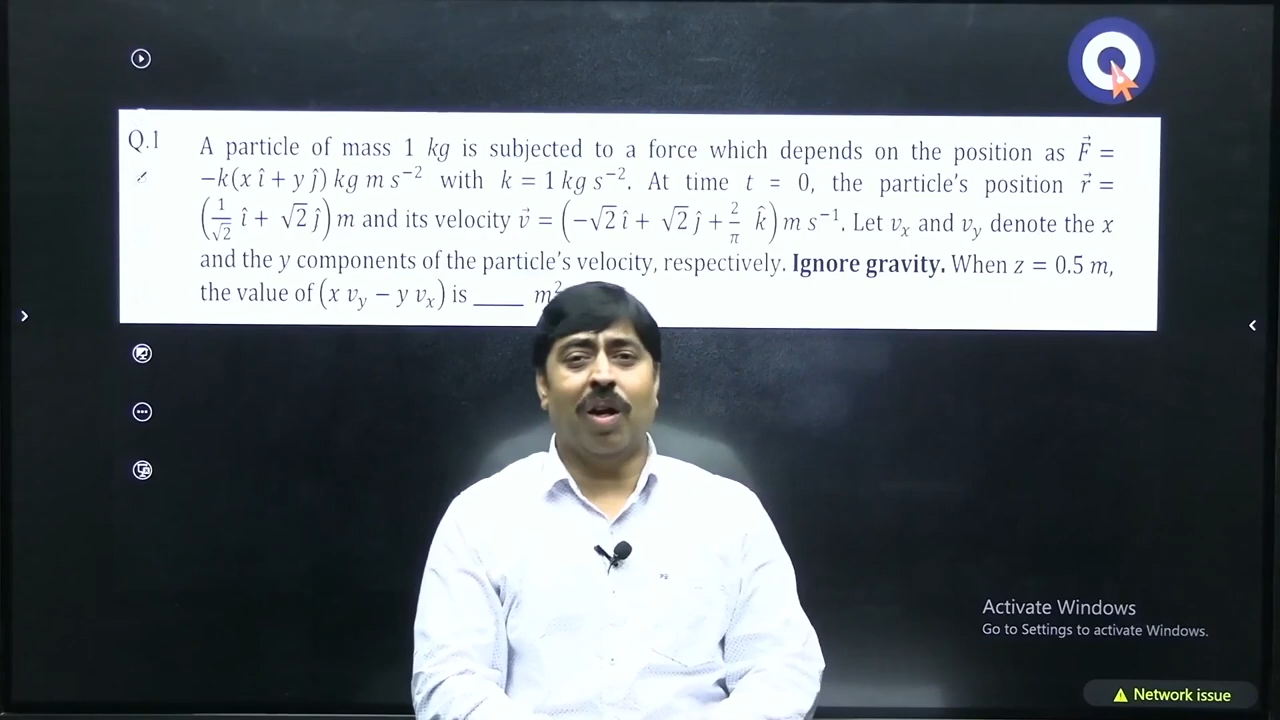 Q.1 A particle of mass 1 kg is subjected to a force which depends on the position as F⃗ =
−k(x î + y ĵ) kg m s⁻² with k = 1 kg s⁻². At time t = 0, the particle's position r⃗ =
(1/√2 î + √2 ĵ) m and its velocity v⃗ = (−√2 î + √2 ĵ + 2/π k̂) m s⁻¹. Let vₓ and v_y denote the x
and the y components of the particle's velocity, respectively. Ignore gravity. When z = 0.5 m,
the value of (x v_y − y vₓ) is ____ m²
Activate Windows
Go to Settings to activate Windows.
Network issue